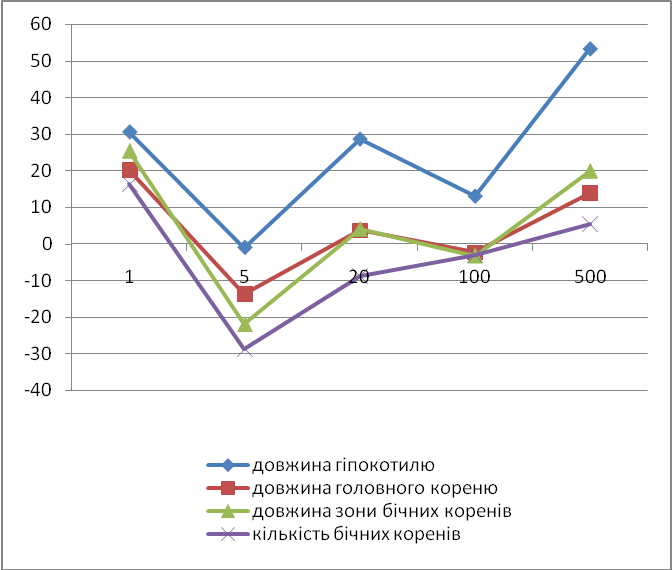 60
50
40
30
20
10
0
-10
-20
-30
-40
1 5 20 100 500
довжина гіпокотилю
довжина головного кореню
довжина зони бічних коренів
кількість бічних коренів